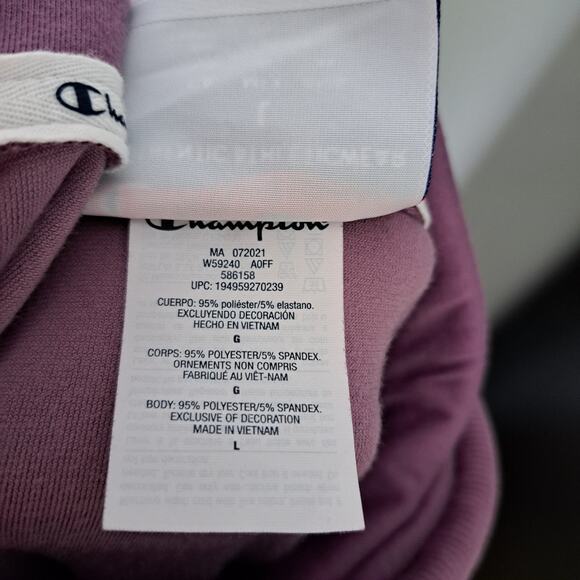 Champion
MA 072021
W59240 A0FF
586158
UPC: 194959270239
CUERPO: 95% poliéster/5% elastano.
EXCLUYENDO DECORACIÓN
HECHO EN VIETNAM
G
CORPS: 95% POLYESTER/5% SPANDEX.
ORNEMENTS NON COMPRIS
FABRIQUÉ AU VIÊT-NAM
G
BODY: 95% POLYESTER/5% SPANDEX.
EXCLUSIVE OF DECORATION
MADE IN VIETNAM
L